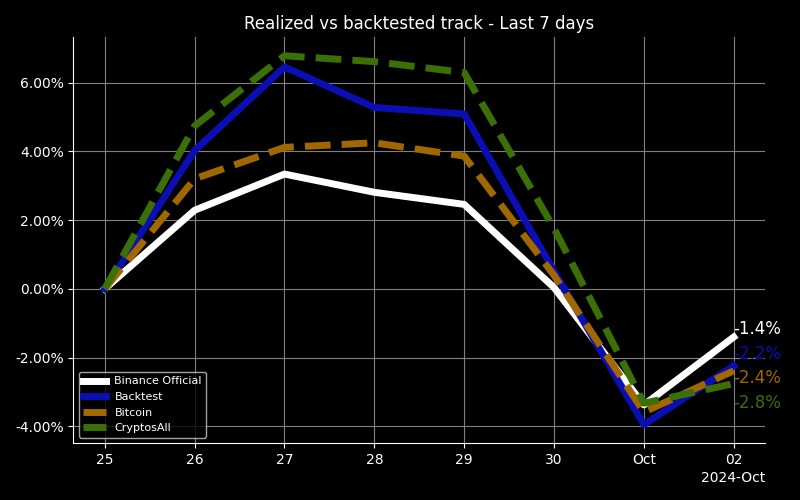 Realized vs backtested track - Last 7 days
6.00%
4.00%
2.00%
0.00%
-2.00%
-4.00%
-1.4%
-2.2%
-2.4%
-2.8%
Binance Official
Backtest
Bitcoin
CryptosAll
25 26 27 28 29 30 Oct 02
2024-Oct